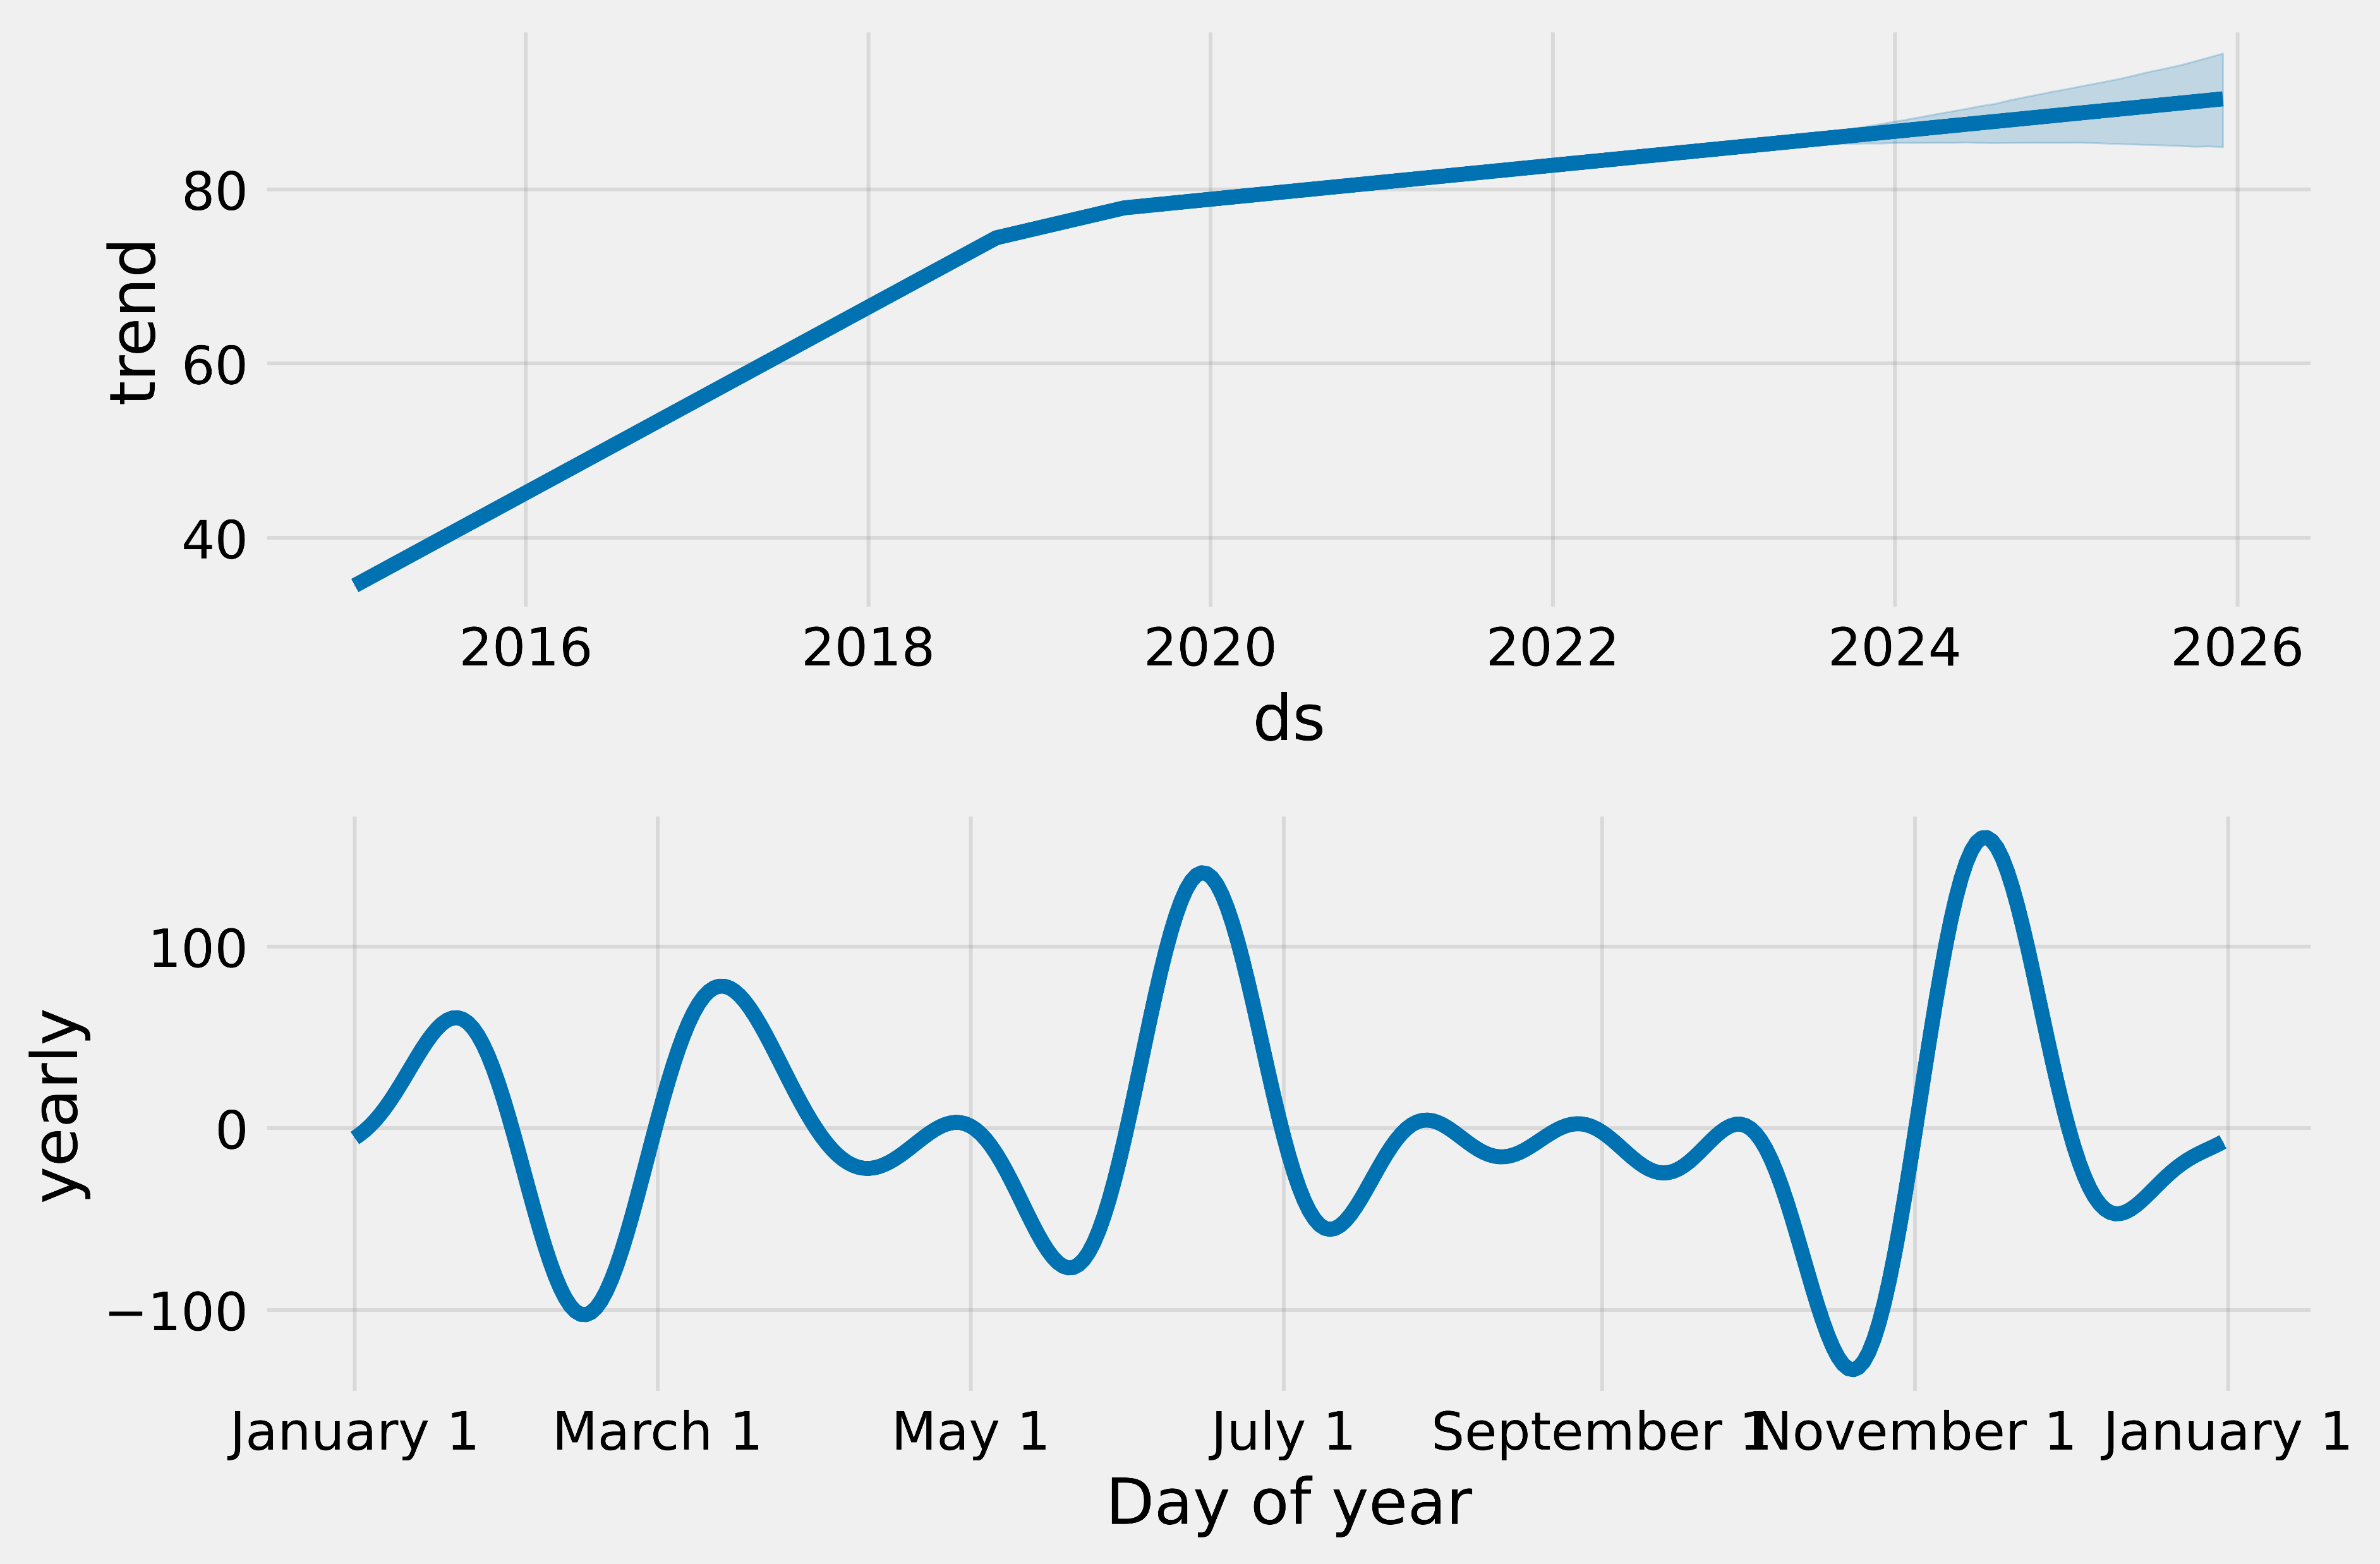 trend
80
60
40
2016 2018 2020 2022 2024 2026
ds
yearly
100
0
−100
January 1 March 1 May 1 July 1 September 1 November 1 January 1
Day of year